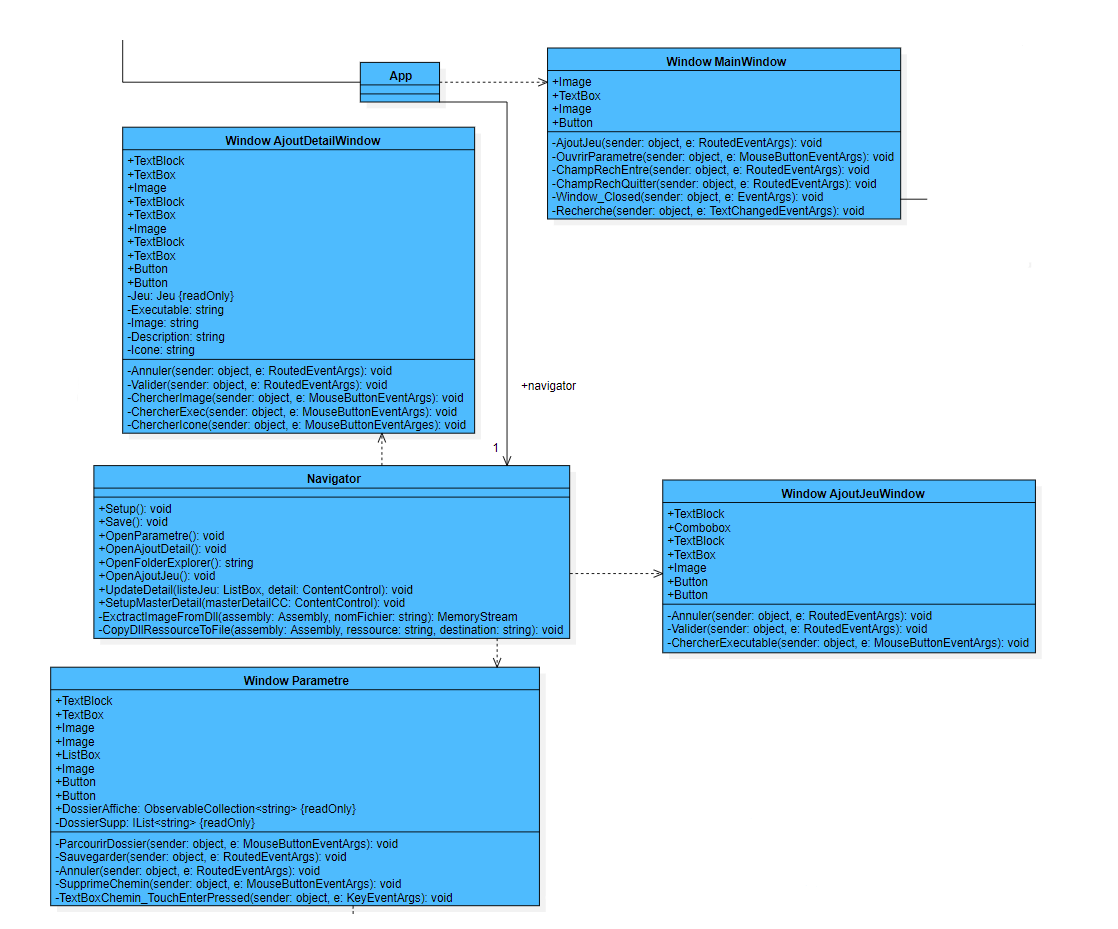 App
Window MainWindow
+Image
+TextBox
+Image
+Button
-AjoutJeu(sender: object, e: RoutedEventArgs): void
-OuvrirParametre(sender: object, e: MouseButtonEventArgs): void
-ChampRechEntre(sender: object, e: RoutedEventArgs): void
-ChampRechQuitter(sender: object, e: RoutedEventArgs): void
-Window_Closed(sender: object, e: EventArgs): void
-Recherche(sender: object, e: TextChangedEventArgs): void
Window AjoutDetailWindow
+TextBlock
+TextBox
+Image
+TextBlock
+TextBox
+Image
+TextBlock
+TextBox
+Button
+Button
-Jeu: Jeu {readOnly}
-Executable: string
-Image: string
-Description: string
-Icone: string
-Annuler(sender: object, e: RoutedEventArgs): void
-Valider(sender: object, e: RoutedEventArgs): void
-ChercherImage(sender: object, e: MouseButtonEventArgs): void
-ChercherExec(sender: object, e: MouseButtonEventArgs): void
-ChercherIcone(sender: object, e: MouseButtonEventArges): void
+navigator
1
Navigator
+Setup(): void
+Save(): void
+OpenParametre(): void
+OpenAjoutDetail(): void
+OpenFolderExplorer(): string
+OpenAjoutJeu(): void
+UpdateDetail(listeJeu: ListBox, detail: ContentControl): void
+SetupMasterDetail(masterDetailCC: ContentControl): void
-ExtractImageFromDll(assembly: Assembly, nomFichier: string): MemoryStream
-CopyDllRessourceToFile(assembly: Assembly, ressource: string, destination: string): void
Window AjoutJeuWindow
+TextBlock
+Combobox
+TextBlock
+TextBox
+Image
+Button
+Button
-Annuler(sender: object, e: RoutedEventArgs): void
-Valider(sender: object, e: RoutedEventArgs): void
-ChercherExecutable(sender: object, e: MouseButtonEventArgs): void
Window Parametre
+TextBlock
+TextBox
+Image
+Image
+ListBox
+Image
+Button
+Button
+DossierAffiche: ObservableCollection<string> {readOnly}
-DossierSupp: IList<string> {readOnly}
-ParcourirDossier(sender: object, e: MouseButtonEventArgs): void
-Sauvegarder(sender: object, e: RoutedEventArgs): void
-Annuler(sender: object, e: RoutedEventArgs): void
-SupprimeChemin(sender: object, e: MouseButtonEventArgs): void
-TextBoxChemin_TouchEnterPressed(sender: object, e: KeyEventArgs): void